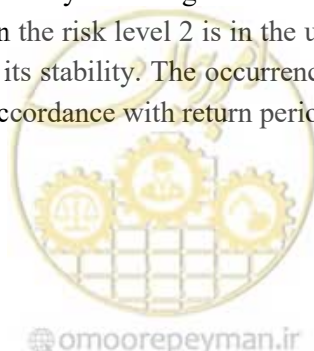 n the risk level 2 is in the u
its stability. The occurrenc
ccordance with return perio
omoorepeyman.ir